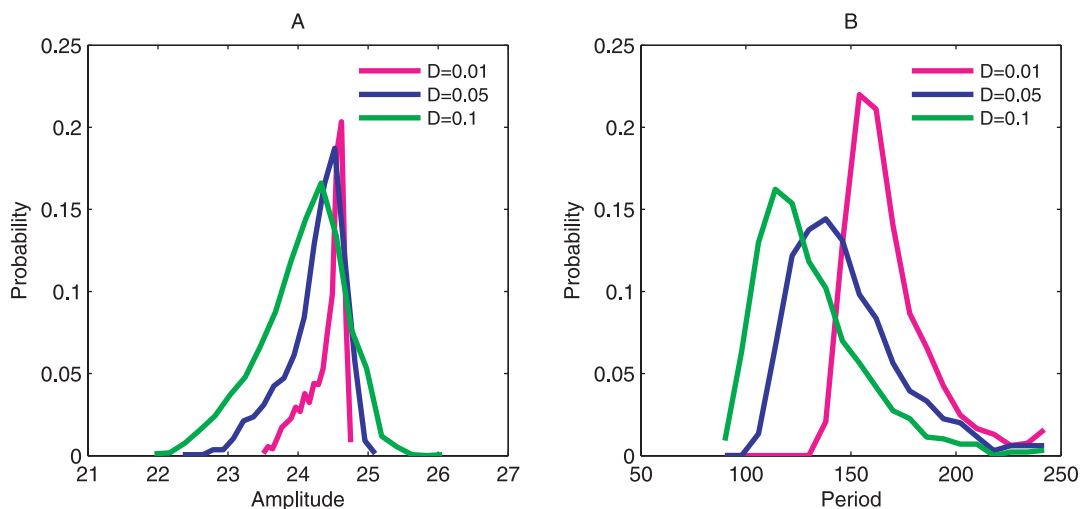 A
0.25
0.2
0.15
0.1
0.05
0
Probability
21 22 23 24 25 26 27
Amplitude
D=0.01
D=0.05
D=0.1
B
0.25
0.2
0.15
0.1
0.05
0
Probability
50 100 150 200 250
Period
D=0.01
D=0.05
D=0.1